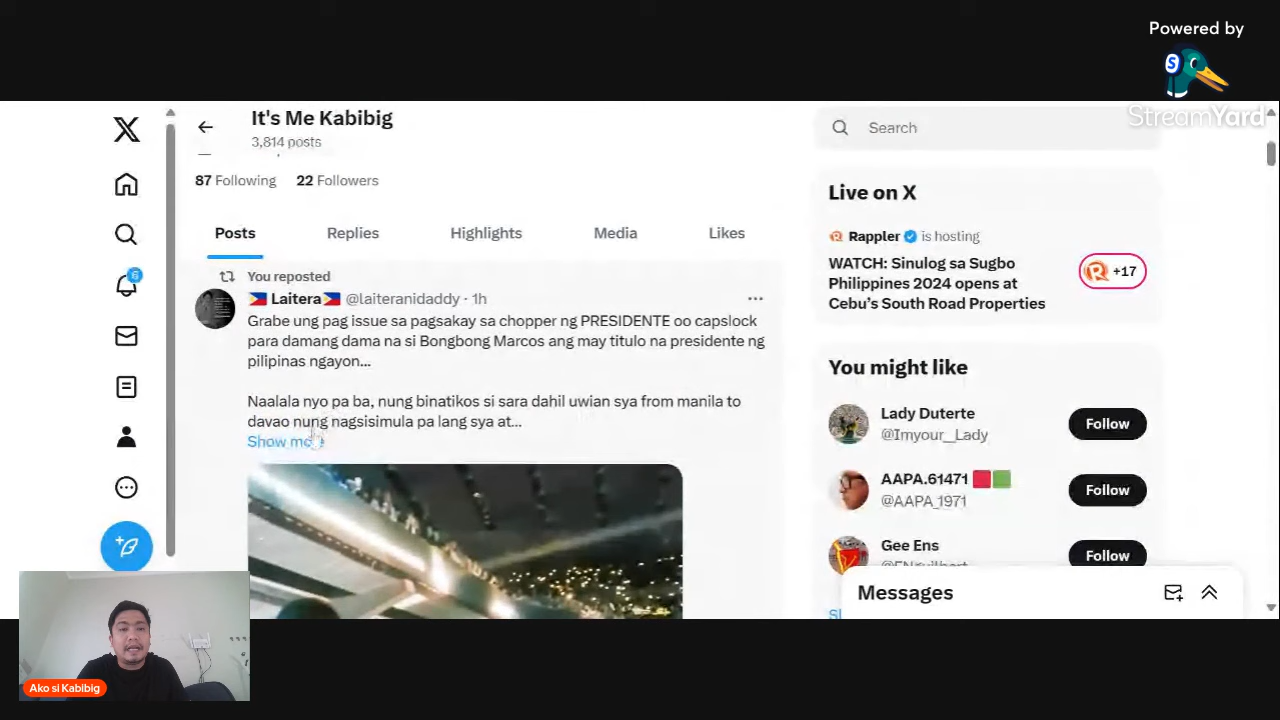 Powered by
StreamYard
It's Me Kabibig
3,814 posts
87 Following 22 Followers
Posts Replies Highlights Media Likes
You reposted
Laitera @laiteranidaddy · 1h
Grabe ung pag issue sa pagsakay sa chopper ng PRESIDENTE oo capslock
para damang dama na si Bongbong Marcos ang may titulo na presidente ng
pilipinas ngayon...
Naalala nyo pa ba, nung binatikos si sara dahil uwian sya from manila to
davao nung nagsisimula pa lang sya at...
Show more
Search
Live on X
Rappler is hosting
WATCH: Sinulog sa Sugbo
Philippines 2024 opens at
Cebu's South Road Properties
+17
You might like
Lady Duterte
@Imyour__Lady
Follow
AAPA.61471
@AAPA_1971
Follow
Gee Ens
Follow
Messages
6
Ako si Kabibig